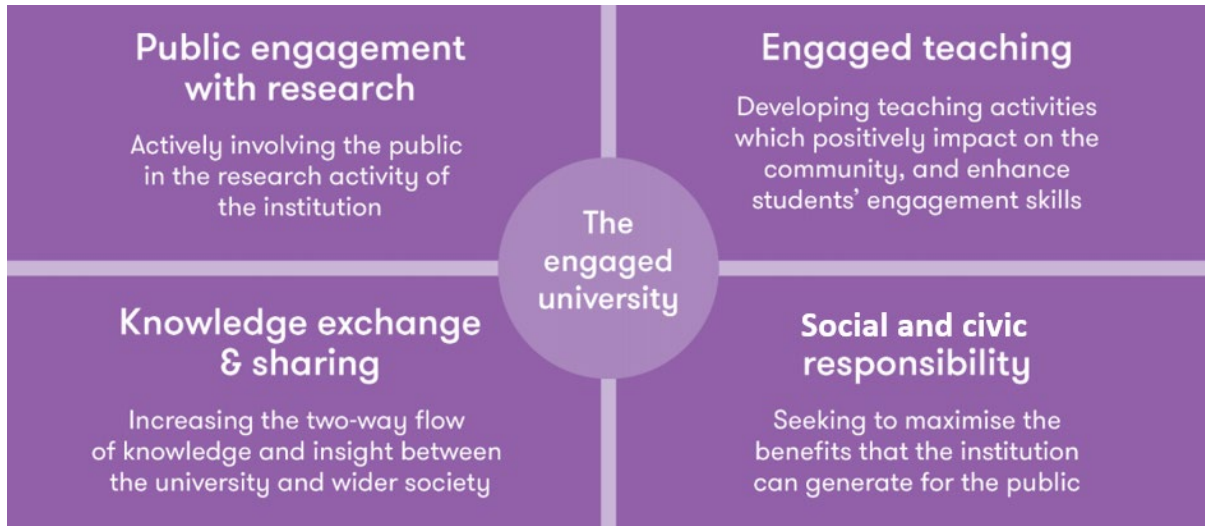 Public engagement
with research
Actively involving the public
in the research activity of
the institution
Engaged teaching
Developing teaching activities
which positively impact on the
community, and enhance
students’ engagement skills
The
engaged
university
Knowledge exchange
& sharing
Increasing the two-way flow
of knowledge and insight between
the university and wider society
Social and civic
responsibility
Seeking to maximise the
benefits that the institution
can generate for the public